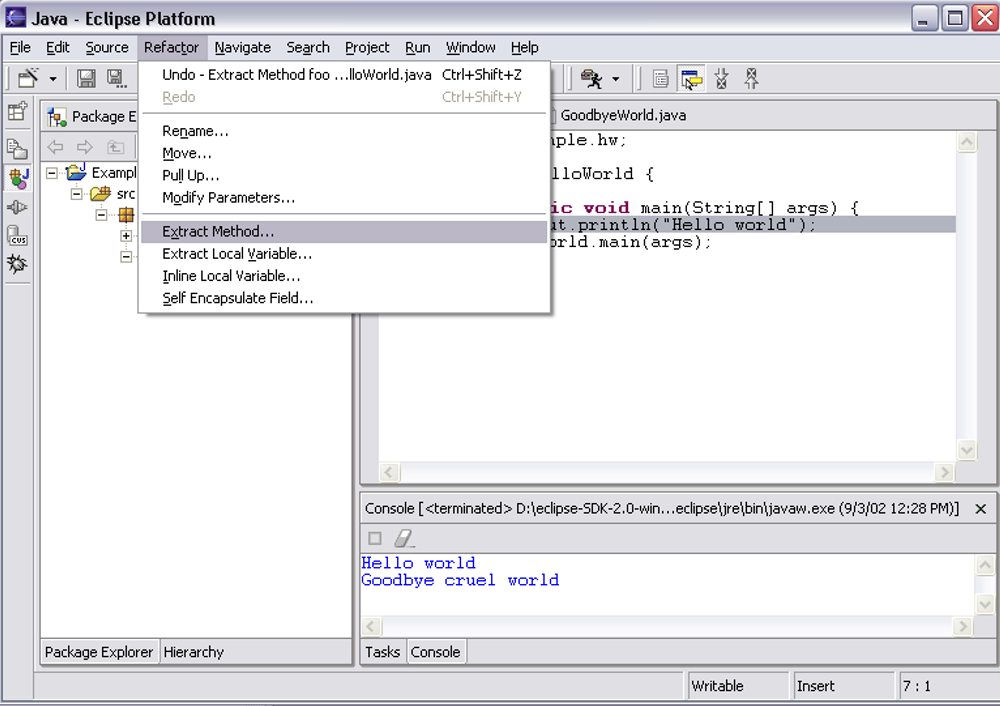 Java - Eclipse Platform
File Edit Source Refactor Navigate Search Project Run Window Help
Undo - Extract Method foo ...lloWorld.java Ctrl+Shift+Z
Redo Ctrl+Shift+Y
Rename...
Move...
Pull Up...
Modify Parameters...
Extract Method...
Extract Local Variable...
Inline Local Variable...
Self Encapsulate Field...
Package E
Exampl
src
GoodbyeWorld.java
mple.hw;
lloWorld {
ic void main(String[] args) {
ut.println("Hello world");
orld.main(args);
Console [<terminated> D:\eclipse-SDK-2.0-win...eclipse\jre\bin\javaw.exe (9/3/02 12:28 PM)]
Hello world
Goodbye cruel world
Package Explorer Hierarchy
Tasks Console
Writable Insert 7 : 1